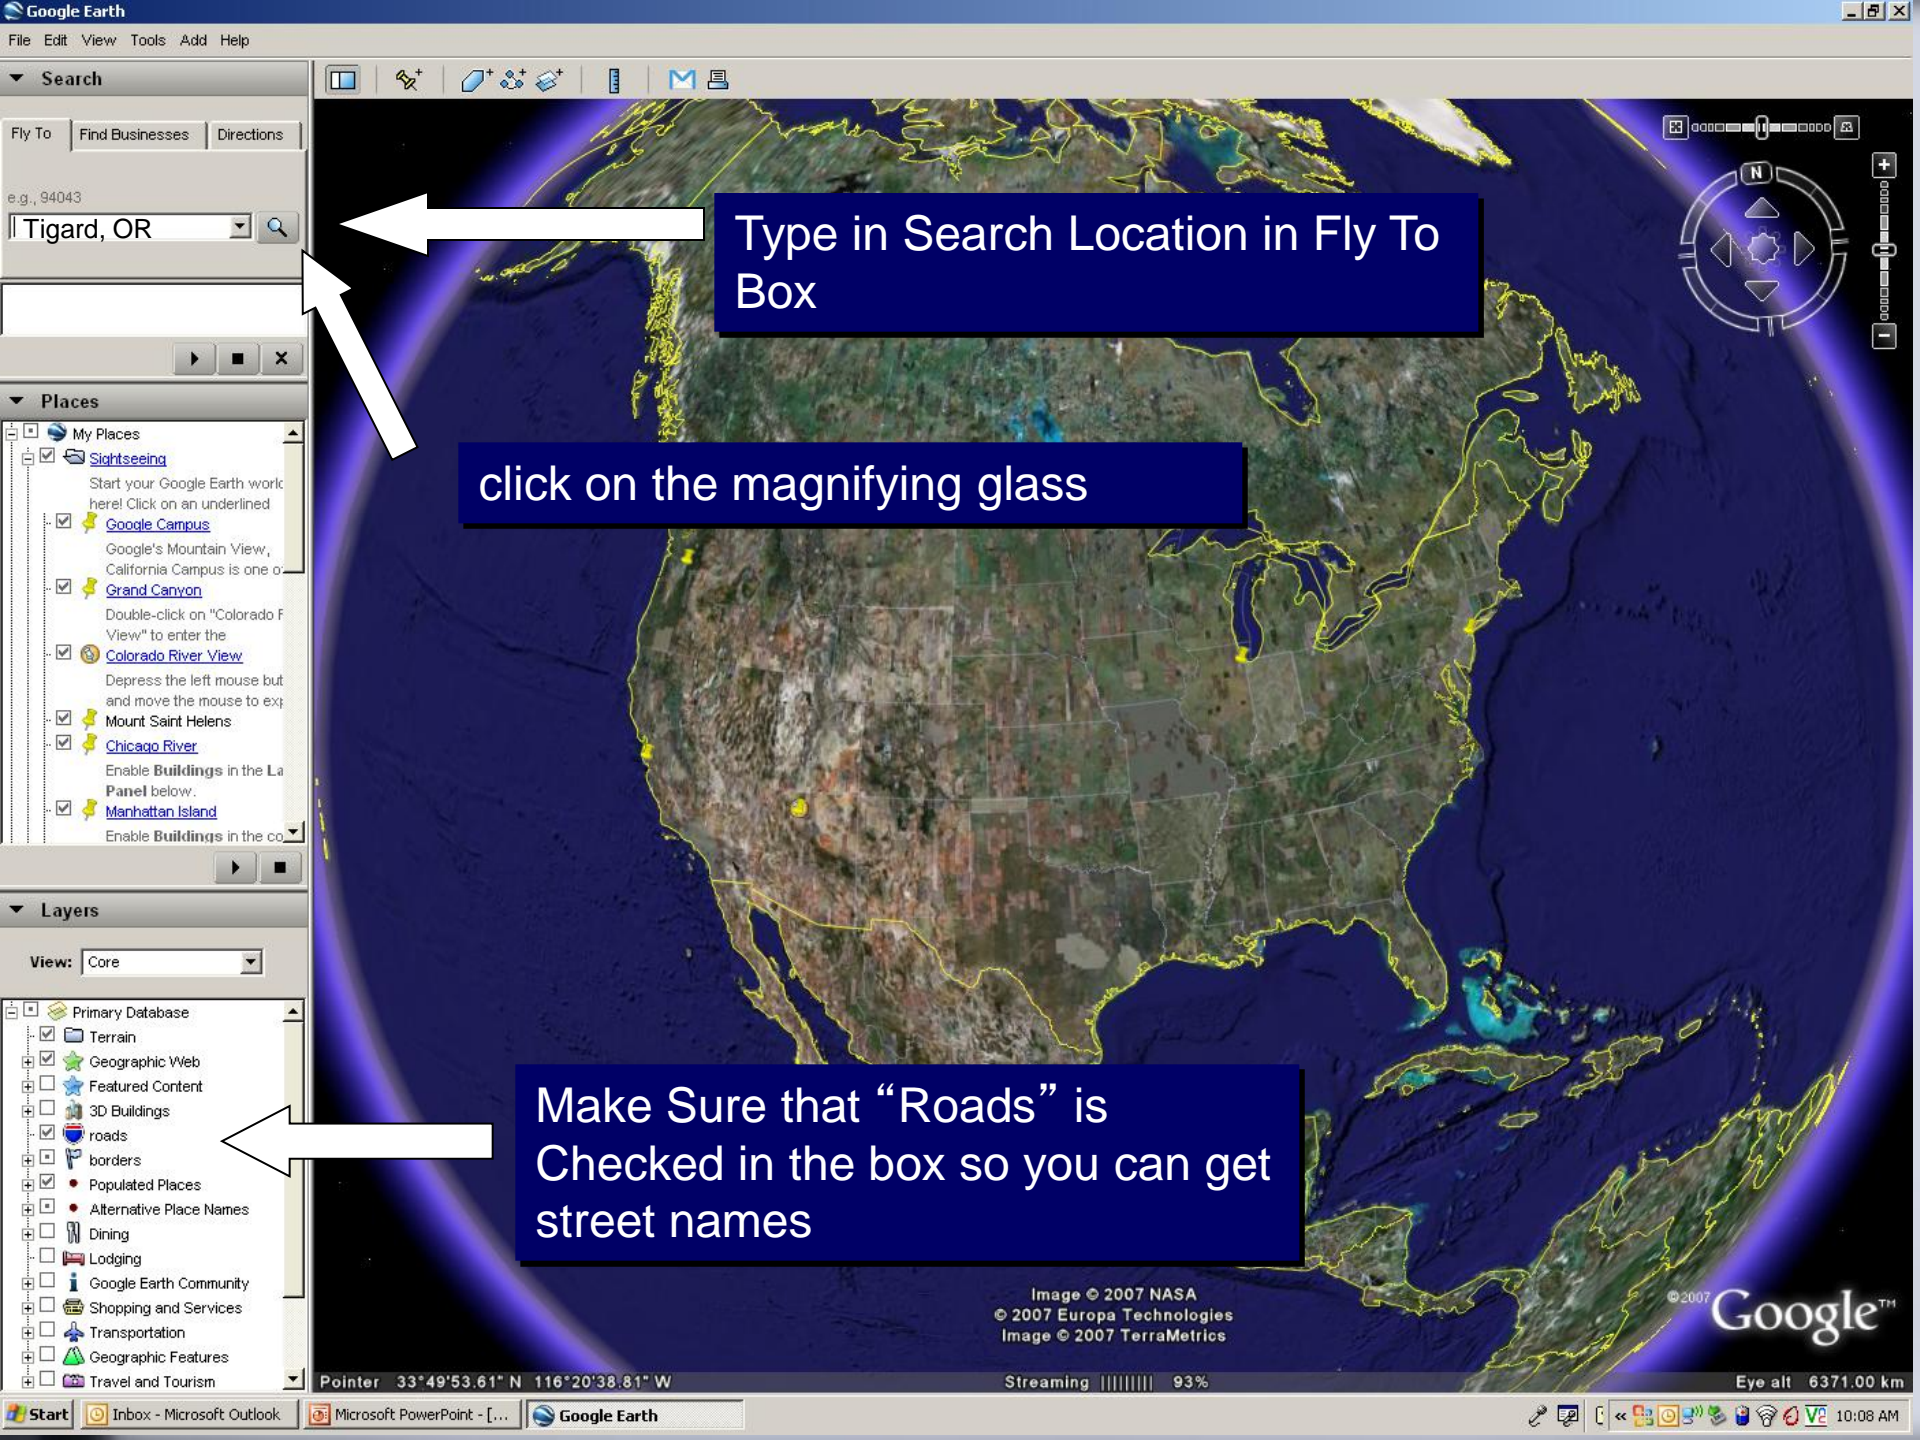 Google Earth
File Edit View Tools Add Help
Search
Fly To
Find Businesses
Directions
e.g., 94043
Tigard, OR
Type in Search Location in Fly To
Box
N
click on the magnifying glass
Places
My Places
Sightseeing
Start your Google Earth
here! Click on an underlined
Google Campus
Google's Mountain View,
California Campus is one
Grand Canyon
Double-click on "Colorado
View" to enter the
Colorado River View
Depress the left mouse
and move the mouse to
Mount Saint Helens
Chicago River
Enable Buildings in the
Panel below.
Manhattan Island
Enable Buildings in the
Layers
View: Core
Primary Database
Terrain
Geographic Web
Featured Content
3D Buildings
roads
borders
Populated Places
Alternative Place Names
Dining
Lodging
Google Earth Community
Shopping and Services
Transportation
Geographic Features
Travel and Tourism
Make Sure that “Roads” is
Checked in the box so you can get
street names
Image © 2007 NASA
© 2007 Europa Technologies
Image © 2007 TerraMetrics
©2007 Google™
Pointer 33°49'53.61" N 116°20'38.81" W
Streaming ||||||||| 93%
Eye alt 6371.00 km
Start
Inbox - Microsoft Outlook
Microsoft PowerPoint - [...
Google Earth
10:08 AM